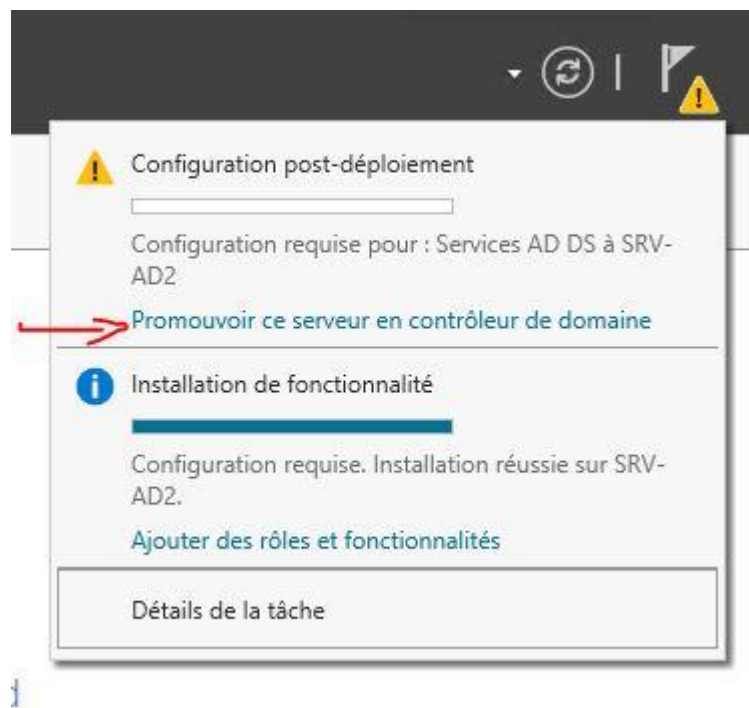 Configuration post-déploiement
Configuration requise pour : Services AD DS à SRV-
AD2
Promouvoir ce serveur en contrôleur de domaine
Installation de fonctionnalité
Configuration requise. Installation réussie sur SRV-
AD2.
Ajouter des rôles et fonctionnalités
Détails de la tâche